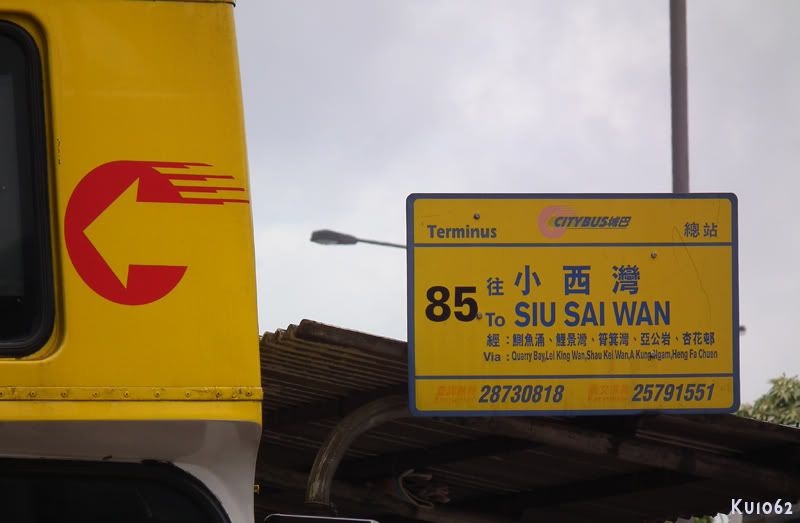 Terminus CITYBUS城巴 總站
往 小西灣
85 To SIU SAI WAN
經：鰂魚涌、鯉景灣、筲箕灣、亞公岩、杏花邨
Via : Quarry Bay,Lei King Wan,Shau Kei Wan,A Kung Ngam,Heng Fa Chuen
28730818 25791551
KU1062